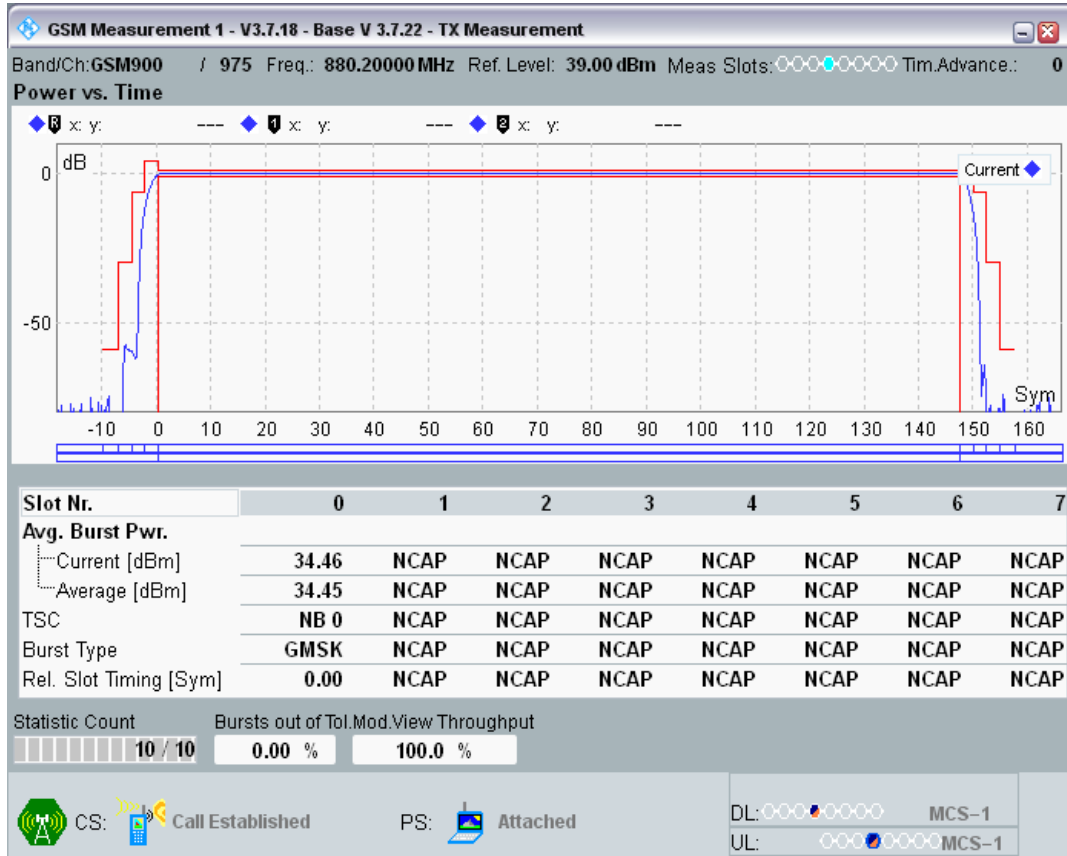 GSM Measurement 1 - V3.7.18 - Base V 3.7.22 - TX Measurement
Band/Ch:GSM900 / 975 Freq.: 880.20000 MHz Ref. Level: 39.00 dBm Meas Slots: Tim.Advance.: 0
Power vs. Time
R x: y: --- 1 x: y: --- 2 x: y: ---
dB
Current
0
-50
Sym
-10 0 10 20 30 40 50 60 70 80 90 100 110 120 130 140 150 160
Slot Nr. 0 1 2 3 4 5 6 7
Avg. Burst Pwr.
Current [dBm] 34.46 NCAP NCAP NCAP NCAP NCAP NCAP NCAP
Average [dBm] 34.45 NCAP NCAP NCAP NCAP NCAP NCAP NCAP
TSC NB 0 NCAP NCAP NCAP NCAP NCAP NCAP NCAP
Burst Type GMSK NCAP NCAP NCAP NCAP NCAP NCAP NCAP
Rel. Slot Timing [Sym] 0.00 NCAP NCAP NCAP NCAP NCAP NCAP NCAP
Statistic Count Bursts out of Tol. Mod.View Throughput
10 / 10 0.00 % 100.0 %
CS: Call Established PS: Attached
DL: MCS-1
UL: MCS-1